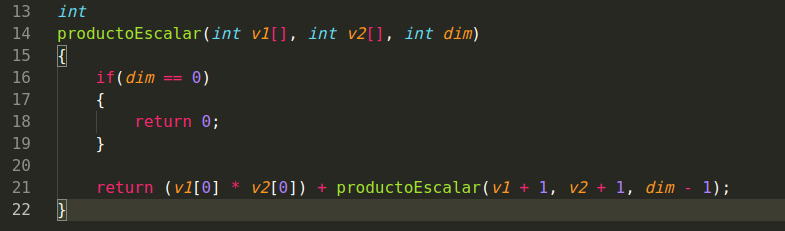 13 int
14 productoEscalar(int v1[], int v2[], int dim)
15 {
16     if(dim == 0)
17     {
18         return 0;
19     }
20
21     return (v1[0] * v2[0]) + productoEscalar(v1 + 1, v2 + 1, dim - 1);
22 }